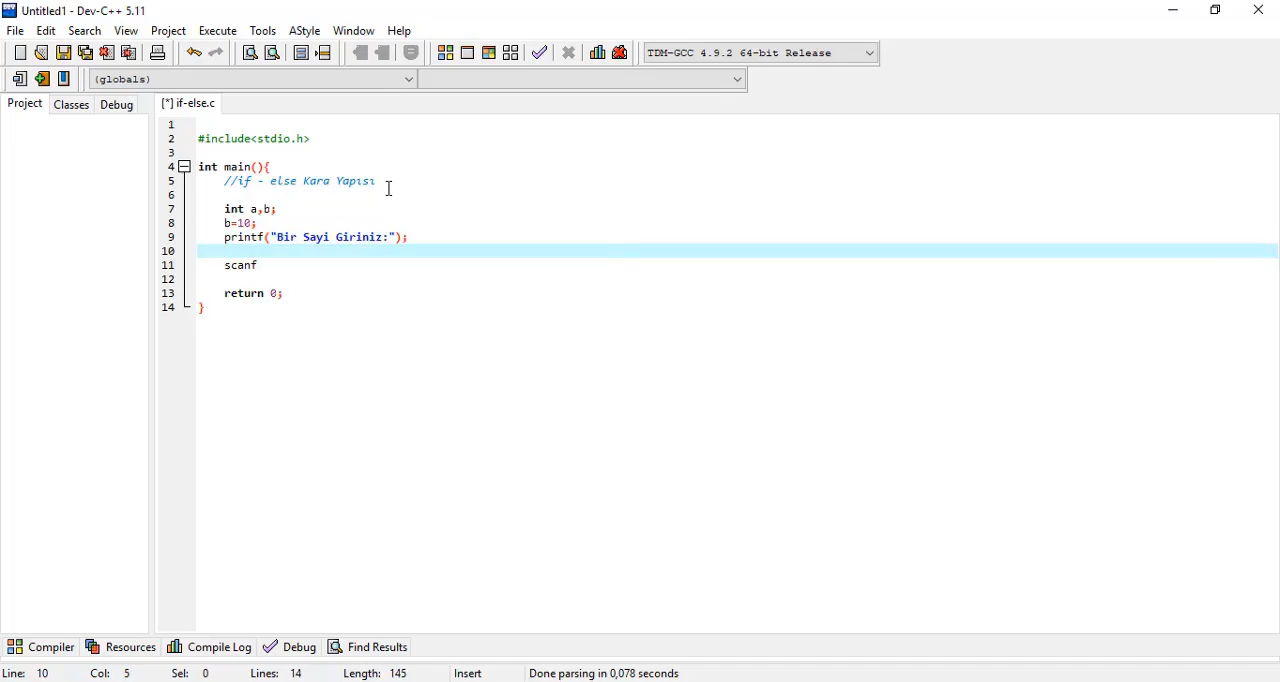 Untitled1 - Dev-C++ 5.11
File Edit Search View Project Execute Tools AStyle Window Help
TDM-GCC 4.9.2 64-bit Release
(globals)
Project Classes Debug [*] if-else.c
1
2 #include<stdio.h>
3
4 int main(){
5 //if - else Kara Yapısı
6
7 int a,b;
8 b=10;
9 printf("Bir Sayi Giriniz:");
10
11 scanf
12
13 return 0;
14 }
Compiler Resources Compile Log Debug Find Results
Line: 10 Col: 5 Sel: 0 Lines: 14 Length: 145 Insert Done parsing in 0,078 seconds